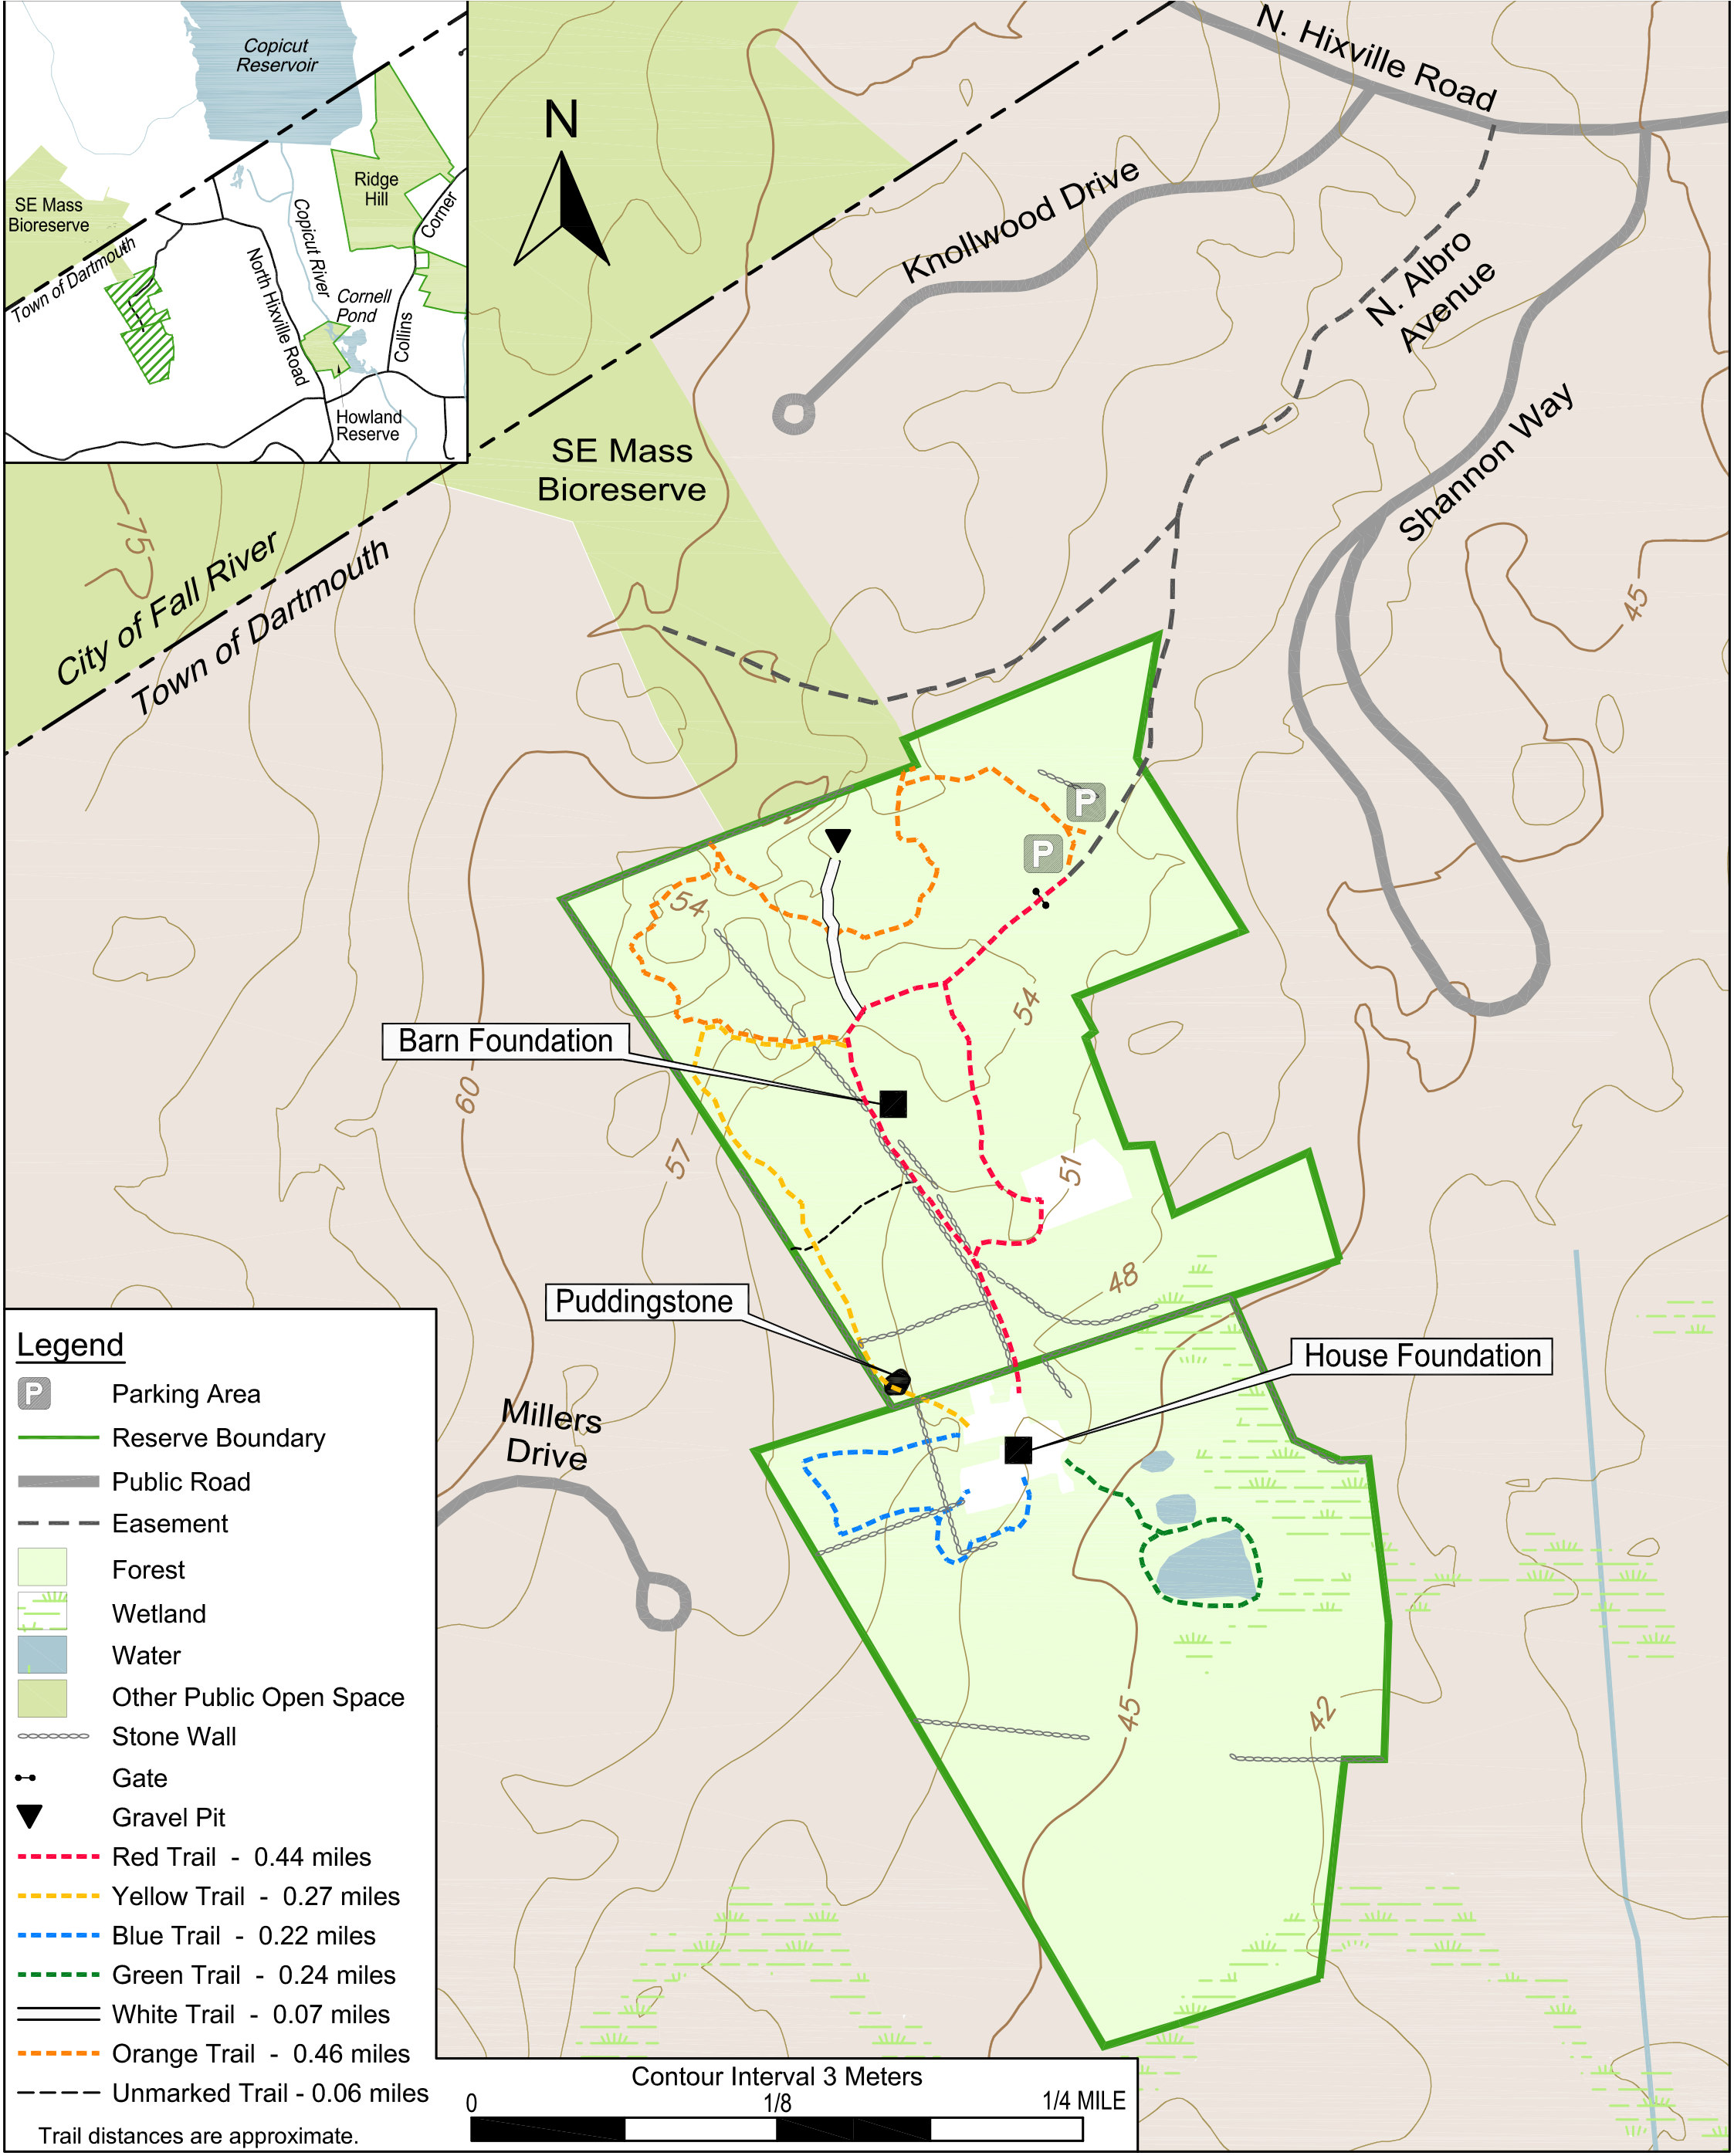 Copicut
Reservoir
Ridge
Hill
SE Mass
Bioreserve
Corner
Town of Dartmouth
Copicut River
North Hixville Road
Cornell
Pond
Collins
Howland
Reserve
N
N. Hixville Road
Knollwood Drive
N. Albro
Avenue
Shannon Way
SE Mass
Bioreserve
75
City of Fall River
Town of Dartmouth
45
P
P
54
54
Barn Foundation
60
57
51
48
Puddingstone
House Foundation
Millers
Drive
45
42
Legend
P Parking Area
Reserve Boundary
Public Road
Easement
Forest
Wetland
Water
Other Public Open Space
Stone Wall
Gate
Gravel Pit
Red Trail - 0.44 miles
Yellow Trail - 0.27 miles
Blue Trail - 0.22 miles
Green Trail - 0.24 miles
White Trail - 0.07 miles
Orange Trail - 0.46 miles
Unmarked Trail - 0.06 miles
Trail distances are approximate.
Contour Interval 3 Meters
0 1/8 1/4 MILE